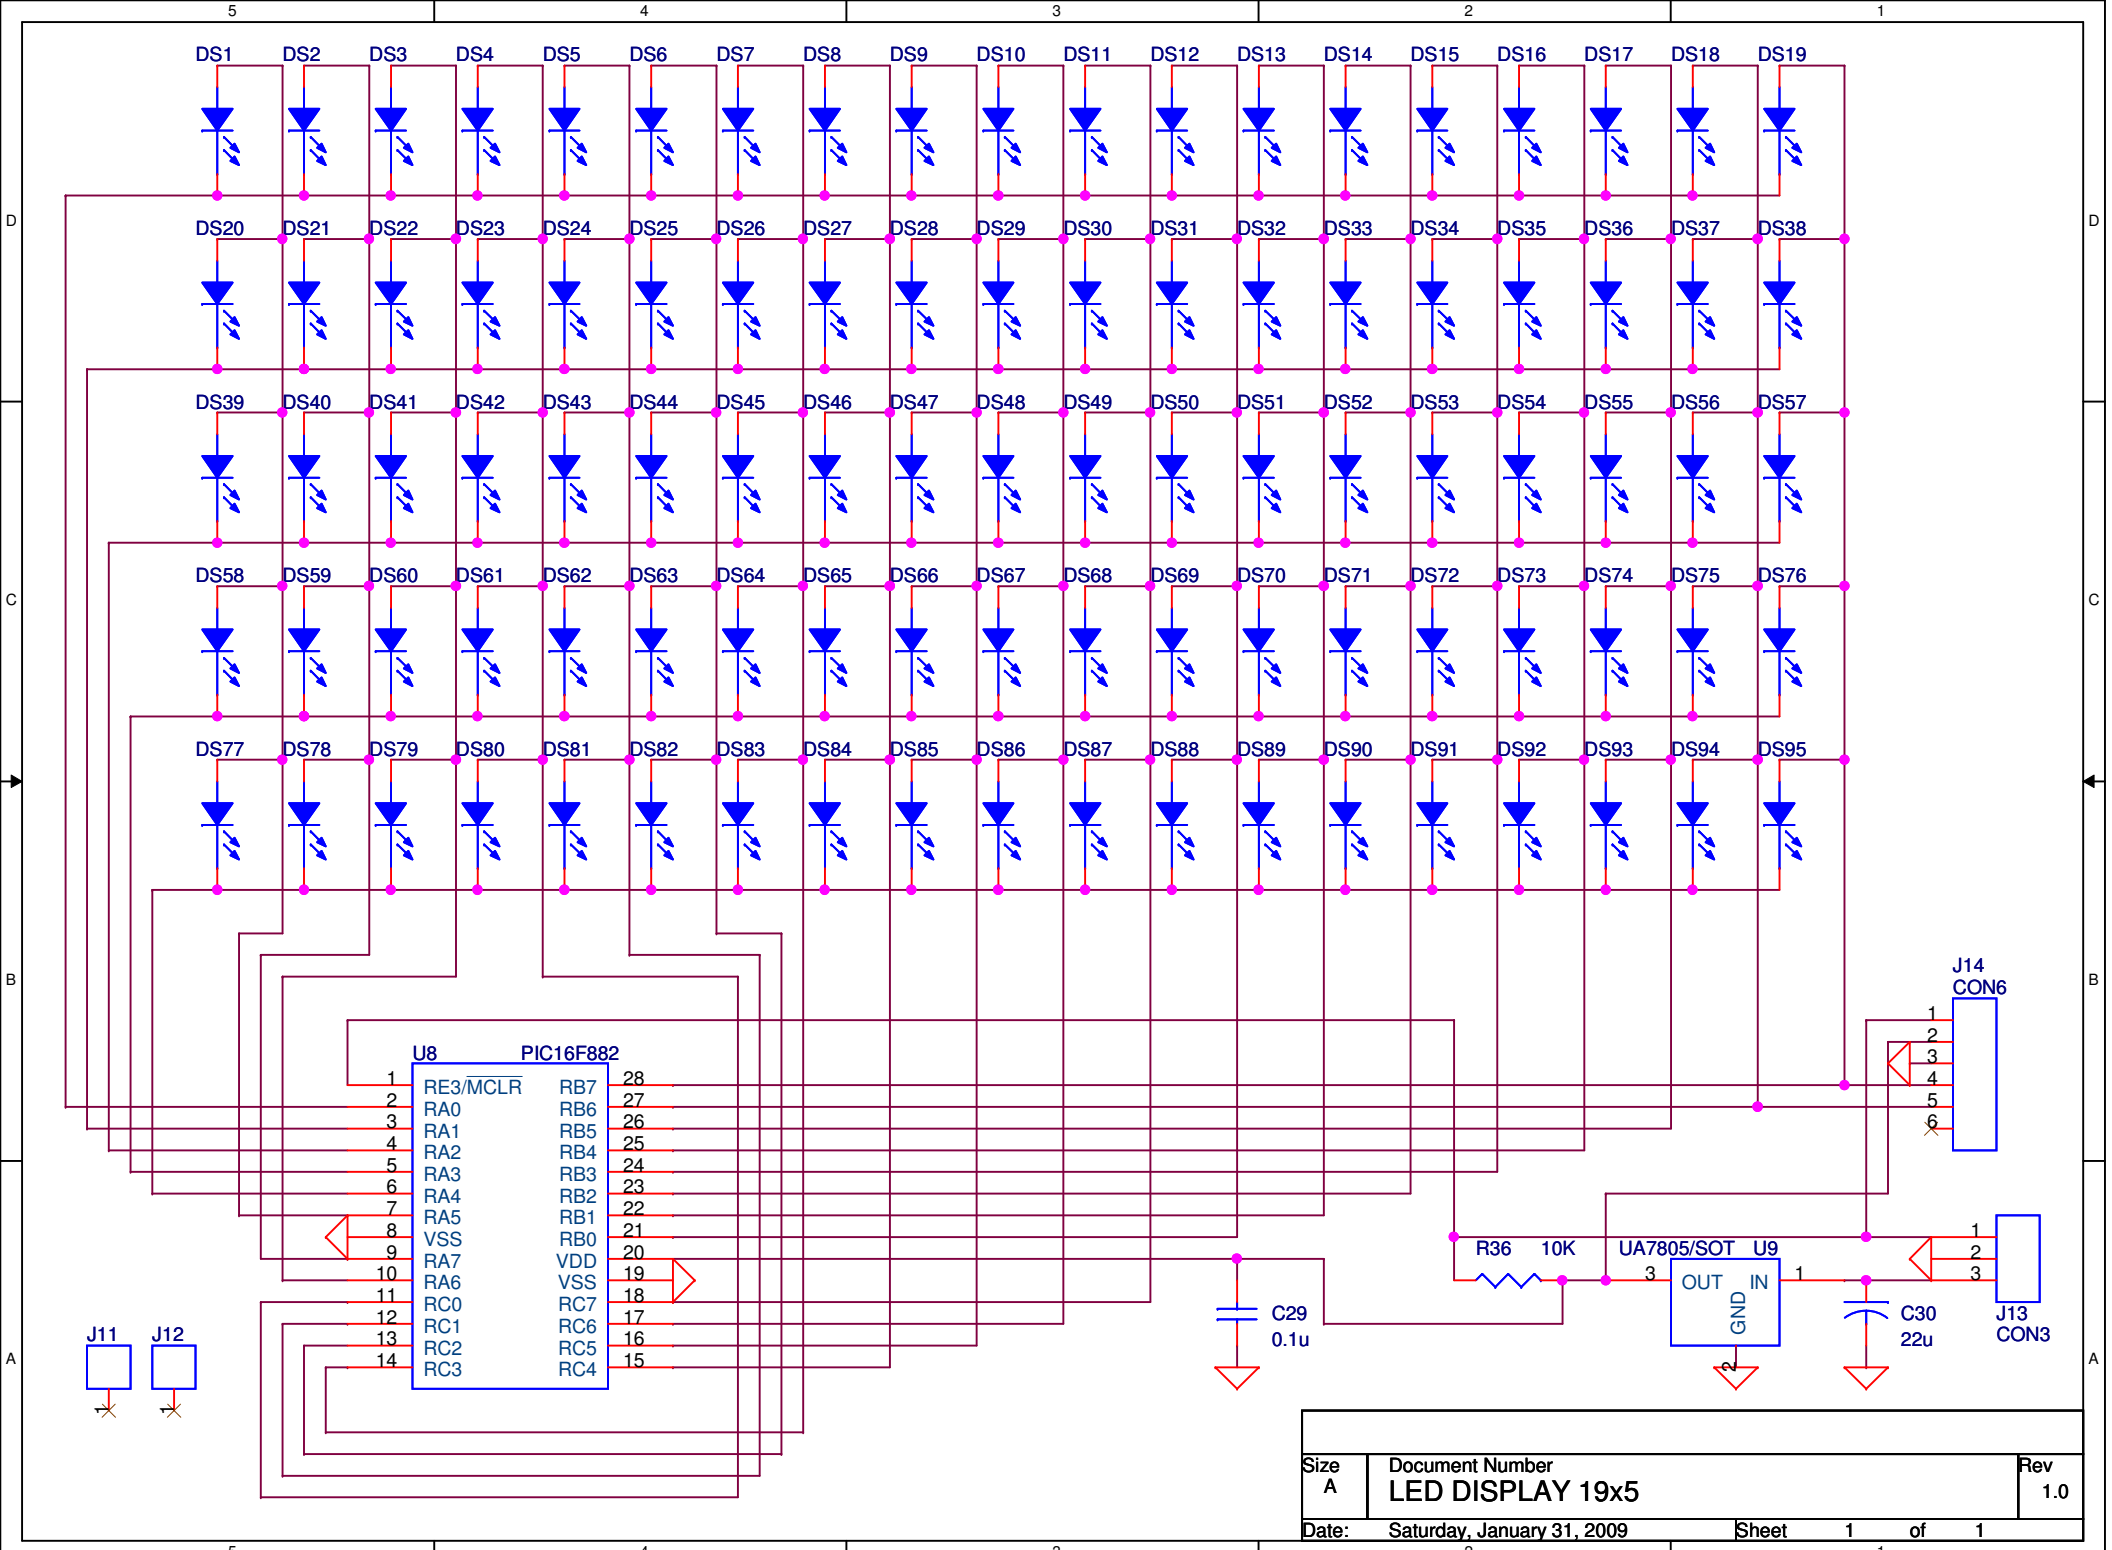 5 4 3 2 1
DS1 DS2 DS3 DS4 DS5 DS6 DS7 DS8 DS9 DS10 DS11 DS12 DS13 DS14 DS15 DS16 DS17 DS18 DS19
D D
DS20 DS21 DS22 DS23 DS24 DS25 DS26 DS27 DS28 DS29 DS30 DS31 DS32 DS33 DS34 DS35 DS36 DS37 DS38
DS39 DS40 DS41 DS42 DS43 DS44 DS45 DS46 DS47 DS48 DS49 DS50 DS51 DS52 DS53 DS54 DS55 DS56 DS57
DS58 DS59 DS60 DS61 DS62 DS63 DS64 DS65 DS66 DS67 DS68 DS69 DS70 DS71 DS72 DS73 DS74 DS75 DS76
C C
DS77 DS78 DS79 DS80 DS81 DS82 DS83 DS84 DS85 DS86 DS87 DS88 DS89 DS90 DS91 DS92 DS93 DS94 DS95
B B
J14
CON6
1
2
3
4
5
6
U8 PIC16F882
1 RE3/MCLR RB7 28
2 RA0 RB6 27
3 RA1 RB5 26
4 RA2 RB4 25
5 RA3 RB3 24
6 RA4 RB2 23
7 RA5 RB1 22
8 VSS RB0 21
9 RA7 VDD 20
10 RA6 VSS 19
11 RC0 RC7 18
12 RC1 RC6 17
13 RC2 RC5 16
14 RC3 RC4 15
R36 10K
UA7805/SOT U9
3 OUT IN 1
GND
2
1
2
3
J13
CON3
C29
0.1u
C30
22u
J11 J12
1 1
A A
Size
A
Document Number
LED DISPLAY 19x5
Rev
1.0
Date: Saturday, January 31, 2009 Sheet 1 of 1